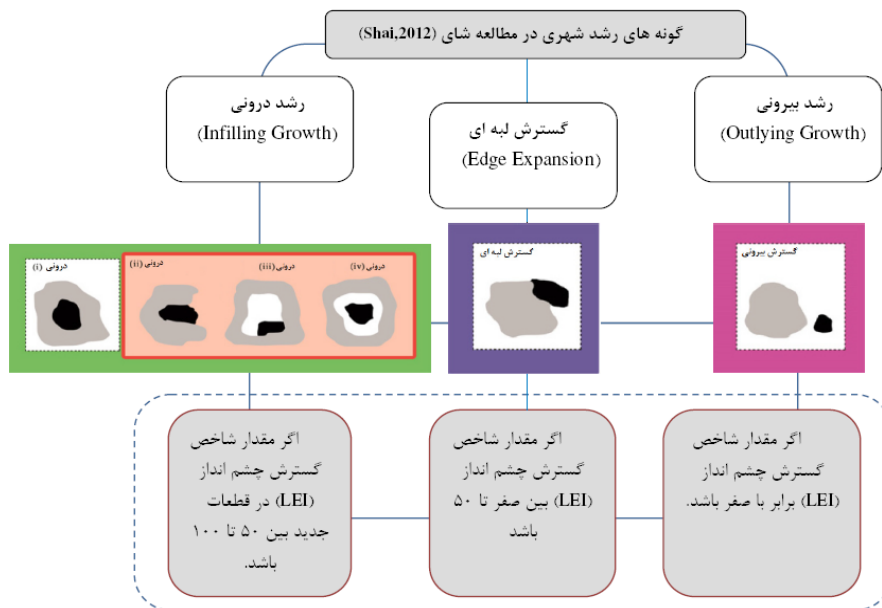 گونه های رشد شهری در مطالعه شای (Shai,2012)
رشد بیرونی
(Outlying Growth)
گسترش لبه ای
(Edge Expansion)
رشد درونی
(Infilling Growth)
گسترش بیرونی
گسترش لبه ای
درونی (iv)
درونی (iii)
درونی (ii)
درونی (i)
اگر مقدار شاخص
گسترش چشم انداز
(LEI) برابر با صفر باشد.
اگر مقدار شاخص
گسترش چشم انداز
(LEI) بین صفر تا ۵۰
باشد
اگر مقدار شاخص
گسترش چشم انداز
(LEI) در قطعات
جدید بین ۵۰ تا ۱۰۰
باشد.